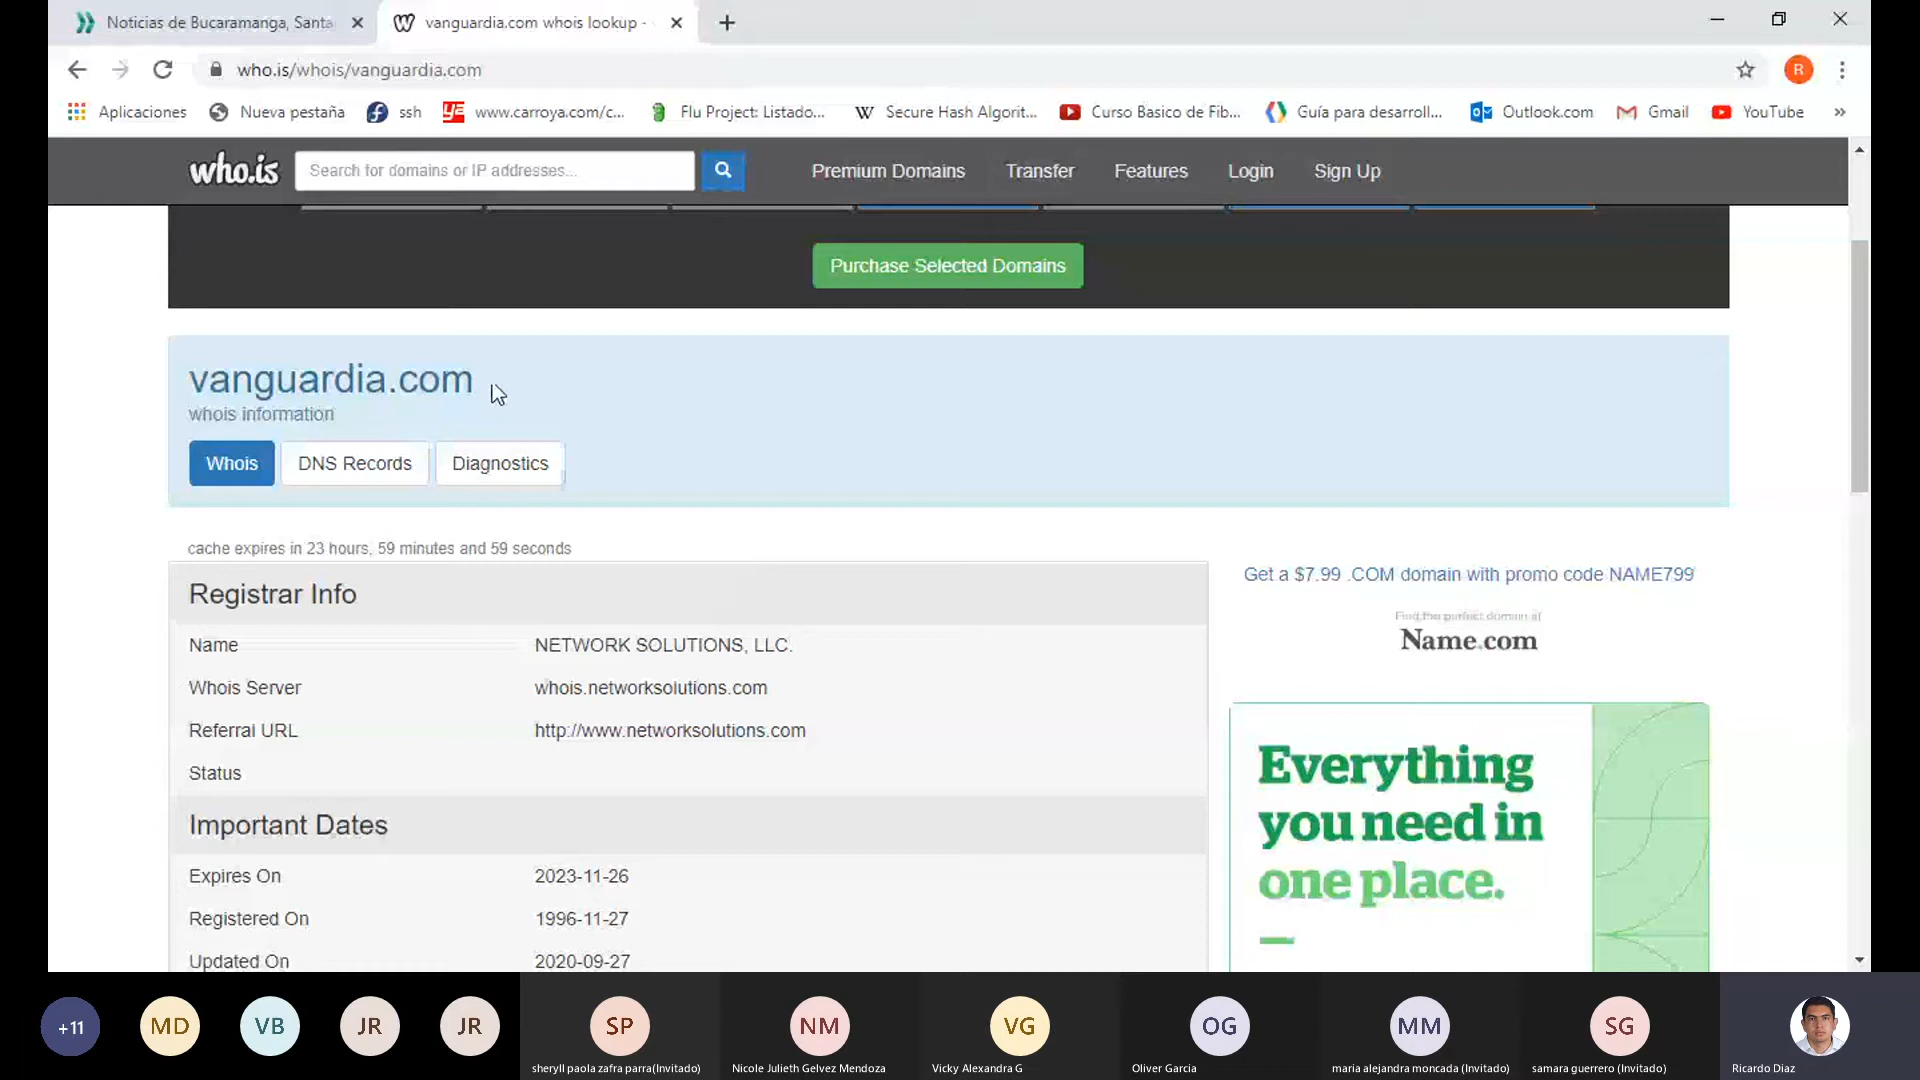 Noticias de Bucaramanga, Santa
vanguardia.com whois lookup -
who.is/whois/vanguardia.com
R
Aplicaciones
Nueva pestaña
ssh
www.carroya.com/c...
Flu Project: Listado...
Secure Hash Algorit...
Curso Basico de Fib...
Guía para desarroll...
Outlook.com
Gmail
YouTube
»
who.is
Search for domains or IP addresses...
Premium Domains
Transfer
Features
Login
Sign Up
Purchase Selected Domains
vanguardia.com
whois information
Whois
DNS Records
Diagnostics
cache expires in 23 hours, 59 minutes and 59 seconds
Registrar Info
Name NETWORK SOLUTIONS, LLC.
Whois Server whois.networksolutions.com
Referral URL http://www.networksolutions.com
Status
Important Dates
Expires On 2023-11-26
Registered On 1996-11-27
Updated On 2020-09-27
Get a $7.99 .COM domain with promo code NAME799
Find the perfect domain at
Name.com
Everything
you need in
one place.
+11
MD
VB
JR
JR
SP
sheryll paola zafra parra(Invitado)
NM
Nicole Julieth Gelvez Mendoza
VG
Vicky Alexandra G
OG
Oliver Garcia
MM
maria alejandra moncada (Invitado)
SG
samara guerrero (Invitado)
Ricardo Diaz